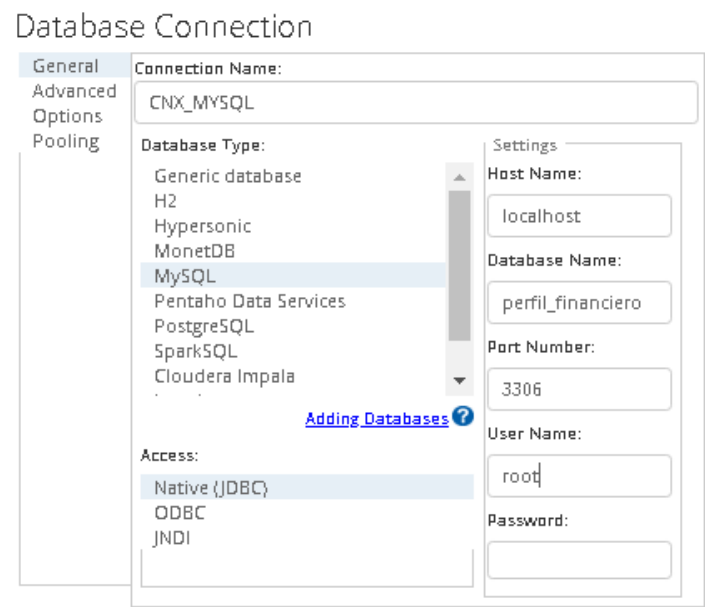 Database Connection
General
Advanced
Options
Pooling
Connection Name:
CNX_MYSQL
Database Type:
Generic database
H2
Hypersonic
MonetDB
MySQL
Pentaho Data Services
PostgreSQL
SparkSQL
Cloudera Impala
Adding Databases ?
Access:
Native (JDBC)
ODBC
JNDI
Settings
Host Name:
localhost
Database Name:
perfil_financiero
Port Number:
3306
User Name:
root
Password: